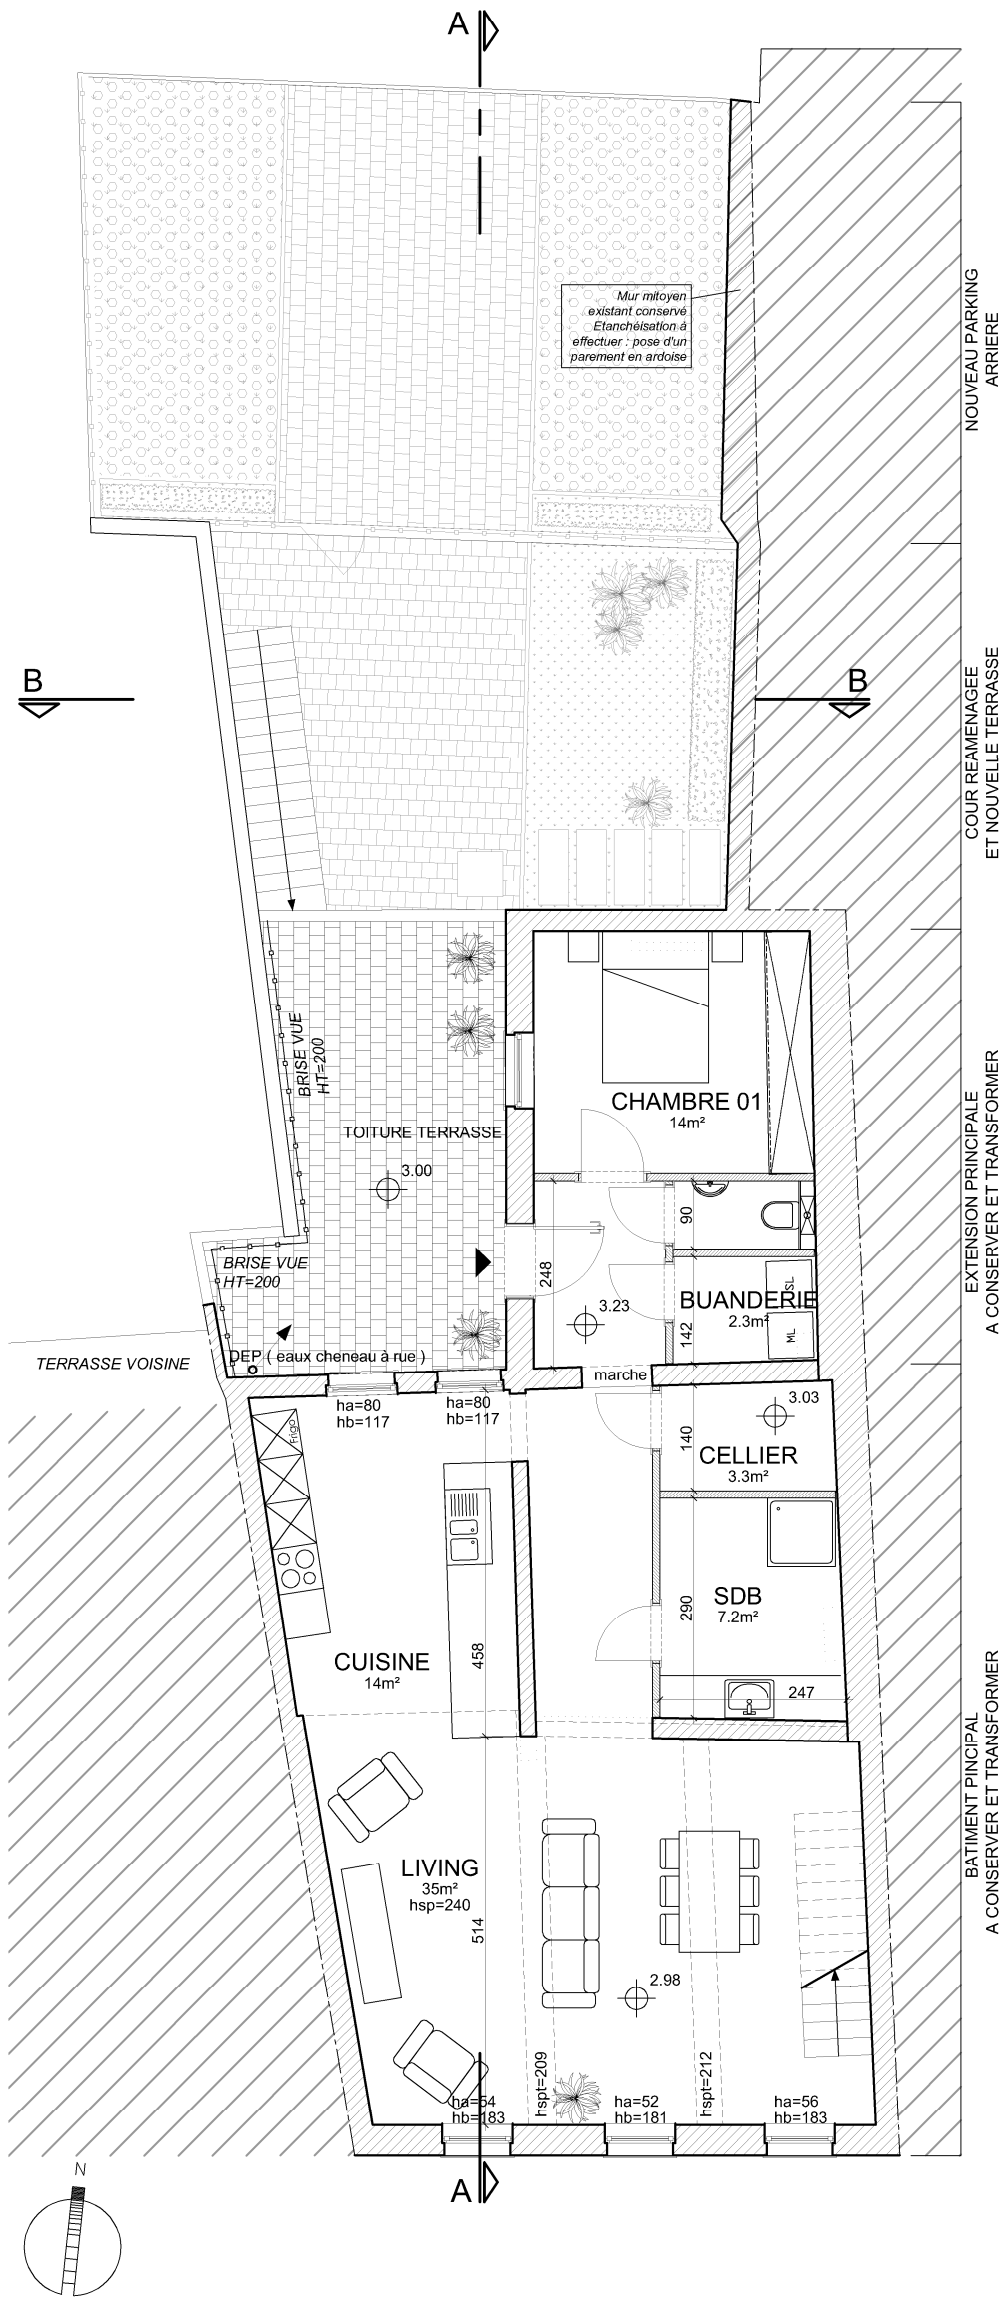 A
Mur mitoyen
existant conservé
Etanchéisation à
effectuer : pose d'un
parement en ardoise
NOUVEAU PARKING
ARRIERE
B
B
COUR REAMENAGEE
ET NOUVELLE TERRASSE
BRISE VUE
HT=200
CHAMBRE 01
14m²
TOITURE TERRASSE
3.00
90
BRISE VUE
HT=200
248
SL
BUANDERIE
2.3m²
3.23
142
ML
EXTENSION PRINCIPALE
A CONSERVER ET TRANSFORMER
TERRASSE VOISINE
DEP ( eaux cheneau à rue )
marche
ha=80
hb=117
ha=80
hb=117
3.03
Frigo
140
CELLIER
3.3m²
SDB
7.2m²
290
CUISINE
14m²
458
247
BATIMENT PINCIPAL
A CONSERVER ET TRANSFORMER
LIVING
35m²
hsp=240
514
2.98
hspt=209
hspt=212
ha=54
hb=183
ha=52
hb=181
ha=56
hb=183
A
N